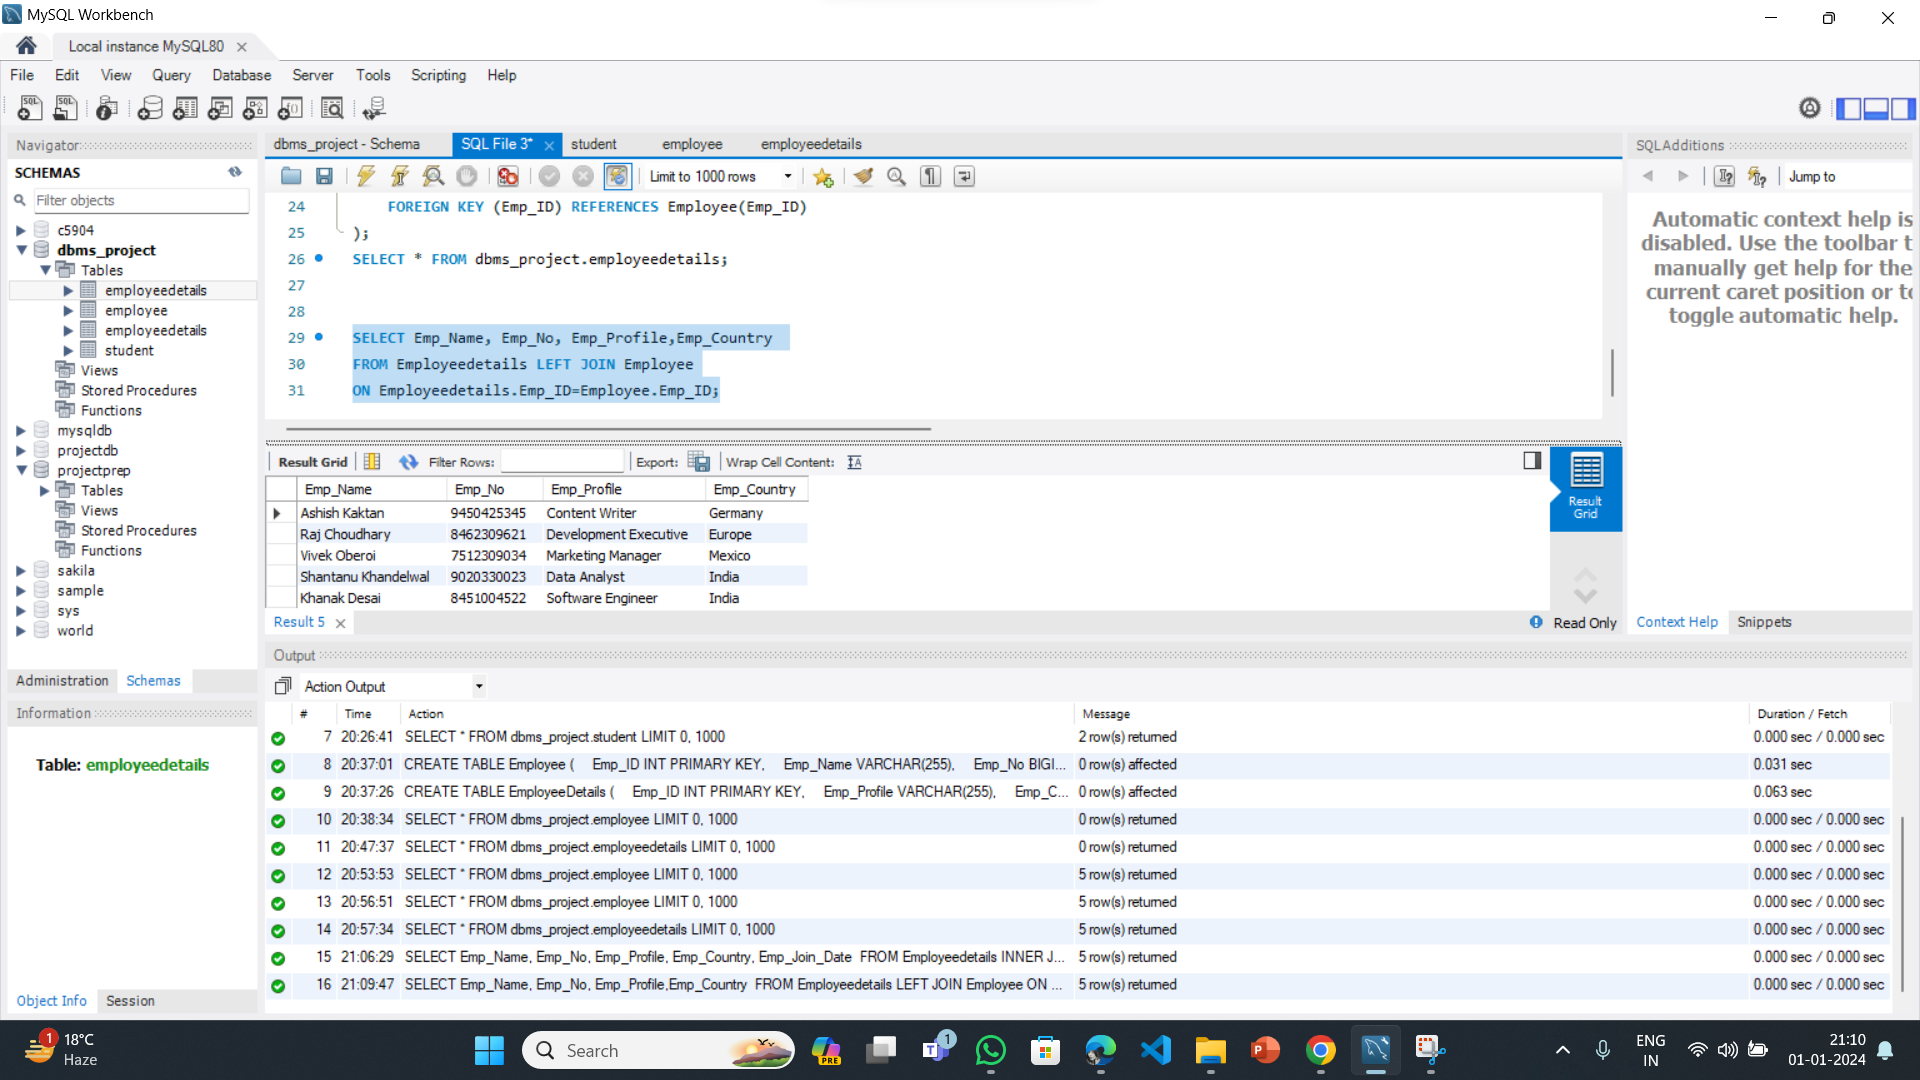 MySQL Workbench
Local instance MySQL80
File Edit View Query Database Server Tools Scripting Help
Navigator
SCHEMAS
Filter objects
c5904
dbms_project
Tables
employeedetails
employee
employeedetails
student
Views
Stored Procedures
Functions
mysqldb
projectdb
projectprep
Tables
Views
Stored Procedures
Functions
sakila
sample
sys
world
Administration Schemas
Information
Table: employeedetails
Object Info Session
dbms_project - Schema SQL File 3* student employee employeedetails
Limit to 1000 rows
24 FOREIGN KEY (Emp_ID) REFERENCES Employee(Emp_ID)
25 );
26 SELECT * FROM dbms_project.employeedetails;
27
28
29 SELECT Emp_Name, Emp_No, Emp_Profile,Emp_Country
30 FROM Employeedetails LEFT JOIN Employee
31 ON Employeedetails.Emp_ID=Employee.Emp_ID;
Result Grid Filter Rows: Export: Wrap Cell Content:
Emp_Name Emp_No Emp_Profile Emp_Country
Ashish Kaktan 9450425345 Content Writer Germany
Raj Choudhary 8462309621 Development Executive Europe
Vivek Oberoi 7512309034 Marketing Manager Mexico
Shantanu Khandelwal 9020330023 Data Analyst India
Khanak Desai 8451004522 Software Engineer India
Result
Grid
Result 5
Read Only
SQLAdditions
Jump to
Automatic context help is
disabled. Use the toolbar t
manually get help for the
current caret position or to
toggle automatic help.
Context Help Snippets
Output
Action Output
# Time Action Message Duration / Fetch
7 20:26:41 SELECT * FROM dbms_project.student LIMIT 0, 1000 2 row(s) returned 0.000 sec / 0.000 sec
8 20:37:01 CREATE TABLE Employee ( Emp_ID INT PRIMARY KEY, Emp_Name VARCHAR(255), Emp_No BIGI... 0 row(s) affected 0.031 sec
9 20:37:26 CREATE TABLE EmployeeDetails ( Emp_ID INT PRIMARY KEY, Emp_Profile VARCHAR(255), Emp_C... 0 row(s) affected 0.063 sec
10 20:38:34 SELECT * FROM dbms_project.employee LIMIT 0, 1000 0 row(s) returned 0.000 sec / 0.000 sec
11 20:47:37 SELECT * FROM dbms_project.employeedetails LIMIT 0, 1000 0 row(s) returned 0.000 sec / 0.000 sec
12 20:53:53 SELECT * FROM dbms_project.employee LIMIT 0, 1000 5 row(s) returned 0.000 sec / 0.000 sec
13 20:56:51 SELECT * FROM dbms_project.employee LIMIT 0, 1000 5 row(s) returned 0.000 sec / 0.000 sec
14 20:57:34 SELECT * FROM dbms_project.employeedetails LIMIT 0, 1000 5 row(s) returned 0.000 sec / 0.000 sec
15 21:06:29 SELECT Emp_Name, Emp_No, Emp_Profile, Emp_Country, Emp_Join_Date FROM Employeedetails INNER J... 5 row(s) returned 0.000 sec / 0.000 sec
16 21:09:47 SELECT Emp_Name, Emp_No, Emp_Profile,Emp_Country FROM Employeedetails LEFT JOIN Employee ON ... 5 row(s) returned 0.000 sec / 0.000 sec
1
18°C
Haze
Search
PRE
1
ENG
IN
21:10
01-01-2024